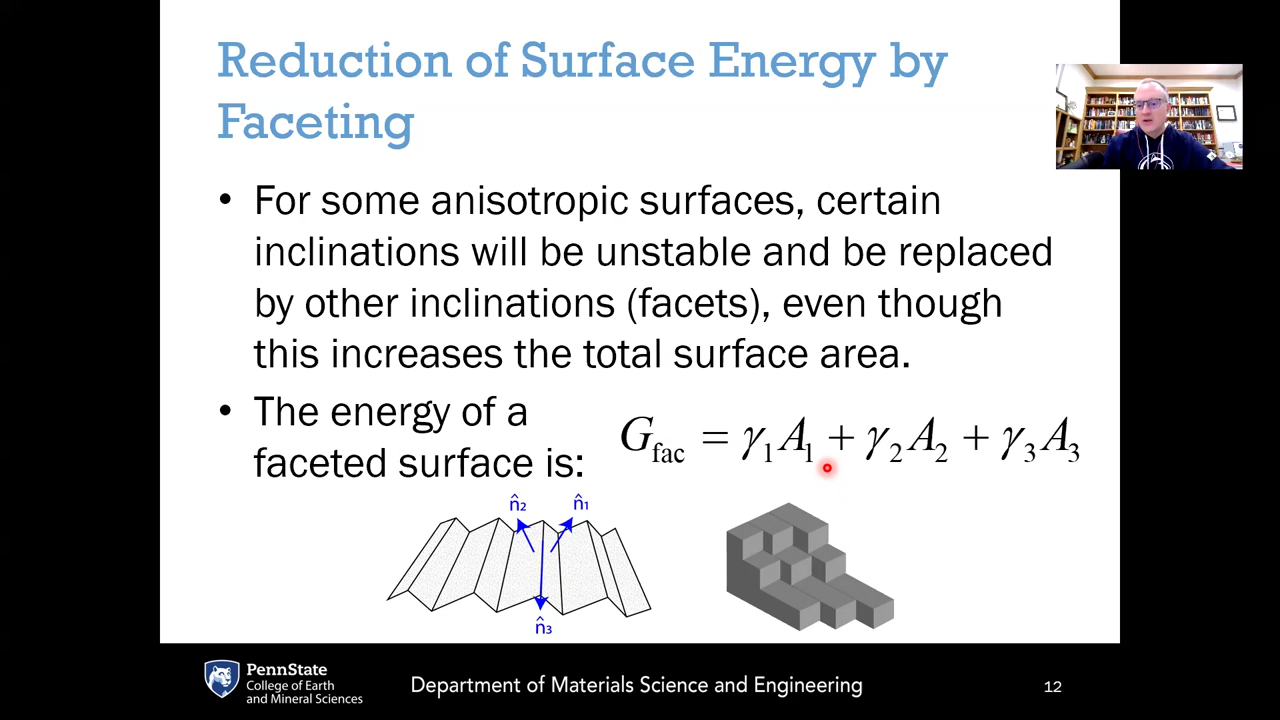 Reduction of Surface Energy by
Faceting
• For some anisotropic surfaces, certain
inclinations will be unstable and be replaced
by other inclinations (facets), even though
this increases the total surface area.
• The energy of a
faceted surface is:
G_fac = γ₁A₁ + γ₂A₂ + γ₃A₃
n̂₂
n̂₁
n̂₃
PennState
College of Earth
and Mineral Sciences
Department of Materials Science and Engineering
12